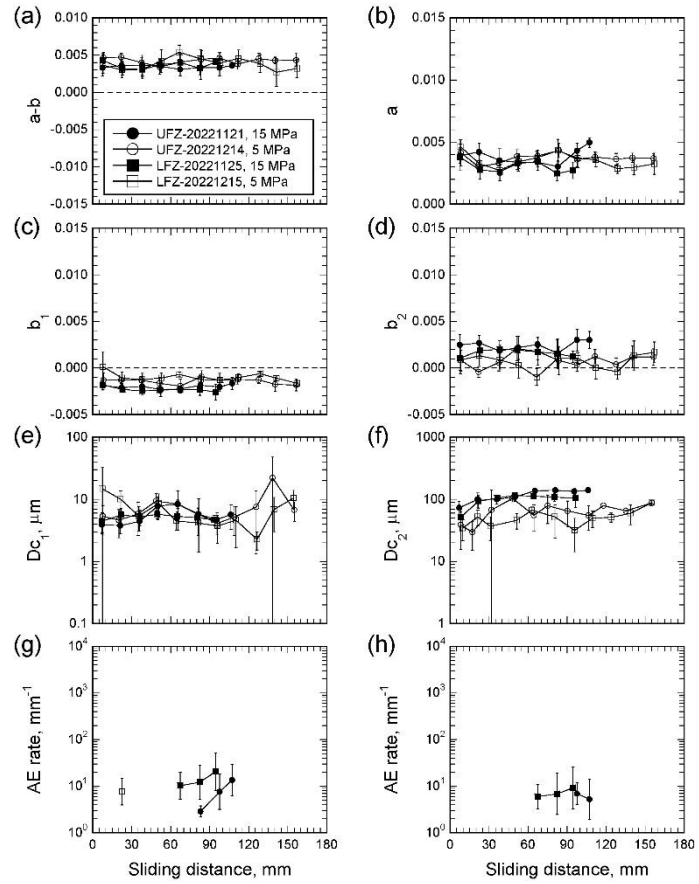 (a)
0.010
0.005
0.000
-0.005
-0.010
-0.015
a-b
UFZ-20221121, 15 MPa
UFZ-20221214, 5 MPa
LFZ-20221125, 15 MPa
LFZ-20221215, 5 MPa
(b)
0.015
0.010
0.005
0.000
a
(c)
0.015
0.010
0.005
0.000
-0.005
b1
(d)
0.015
0.010
0.005
0.000
-0.005
b2
(e)
100
10
1
0.1
Dc1, μm
(f)
1000
100
10
1
Dc2, μm
(g)
10^4
10^3
10^2
10^1
10^0
AE rate, mm^-1
0 30 60 90 120 150 180
Sliding distance, mm
(h)
10^4
10^3
10^2
10^1
10^0
AE rate, mm^-1
0 30 60 90 120 150 180
Sliding distance, mm